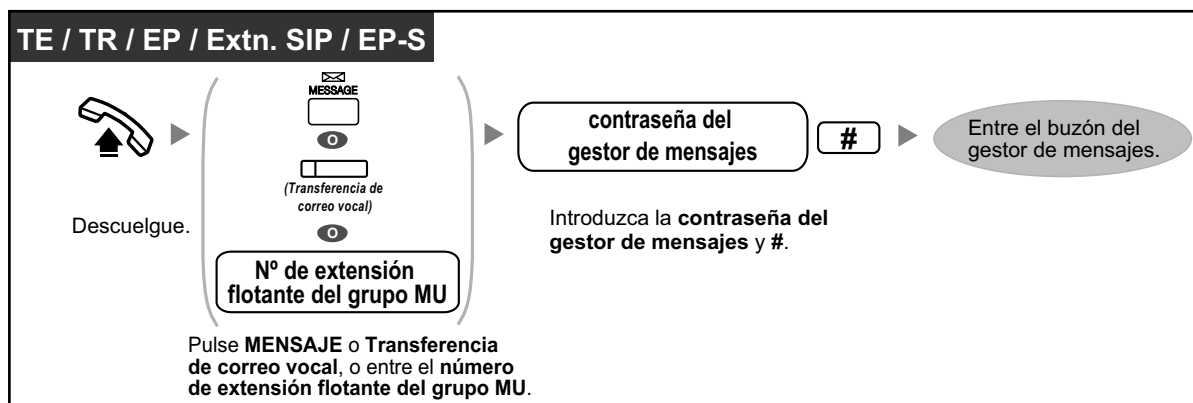 TE / TR / EP / Extn. SIP / EP-S
Descuelgue.
MESSAGE
O
(Transferencia de
correo vocal)
O
Nº de extensión
flotante del grupo MU
Pulse MENSAJE o Transferencia
de correo vocal, o entre el número
de extensión flotante del grupo MU.
contraseña del
gestor de mensajes
#
Introduzca la contraseña del
gestor de mensajes y #.
Entre el buzón del
gestor de mensajes.